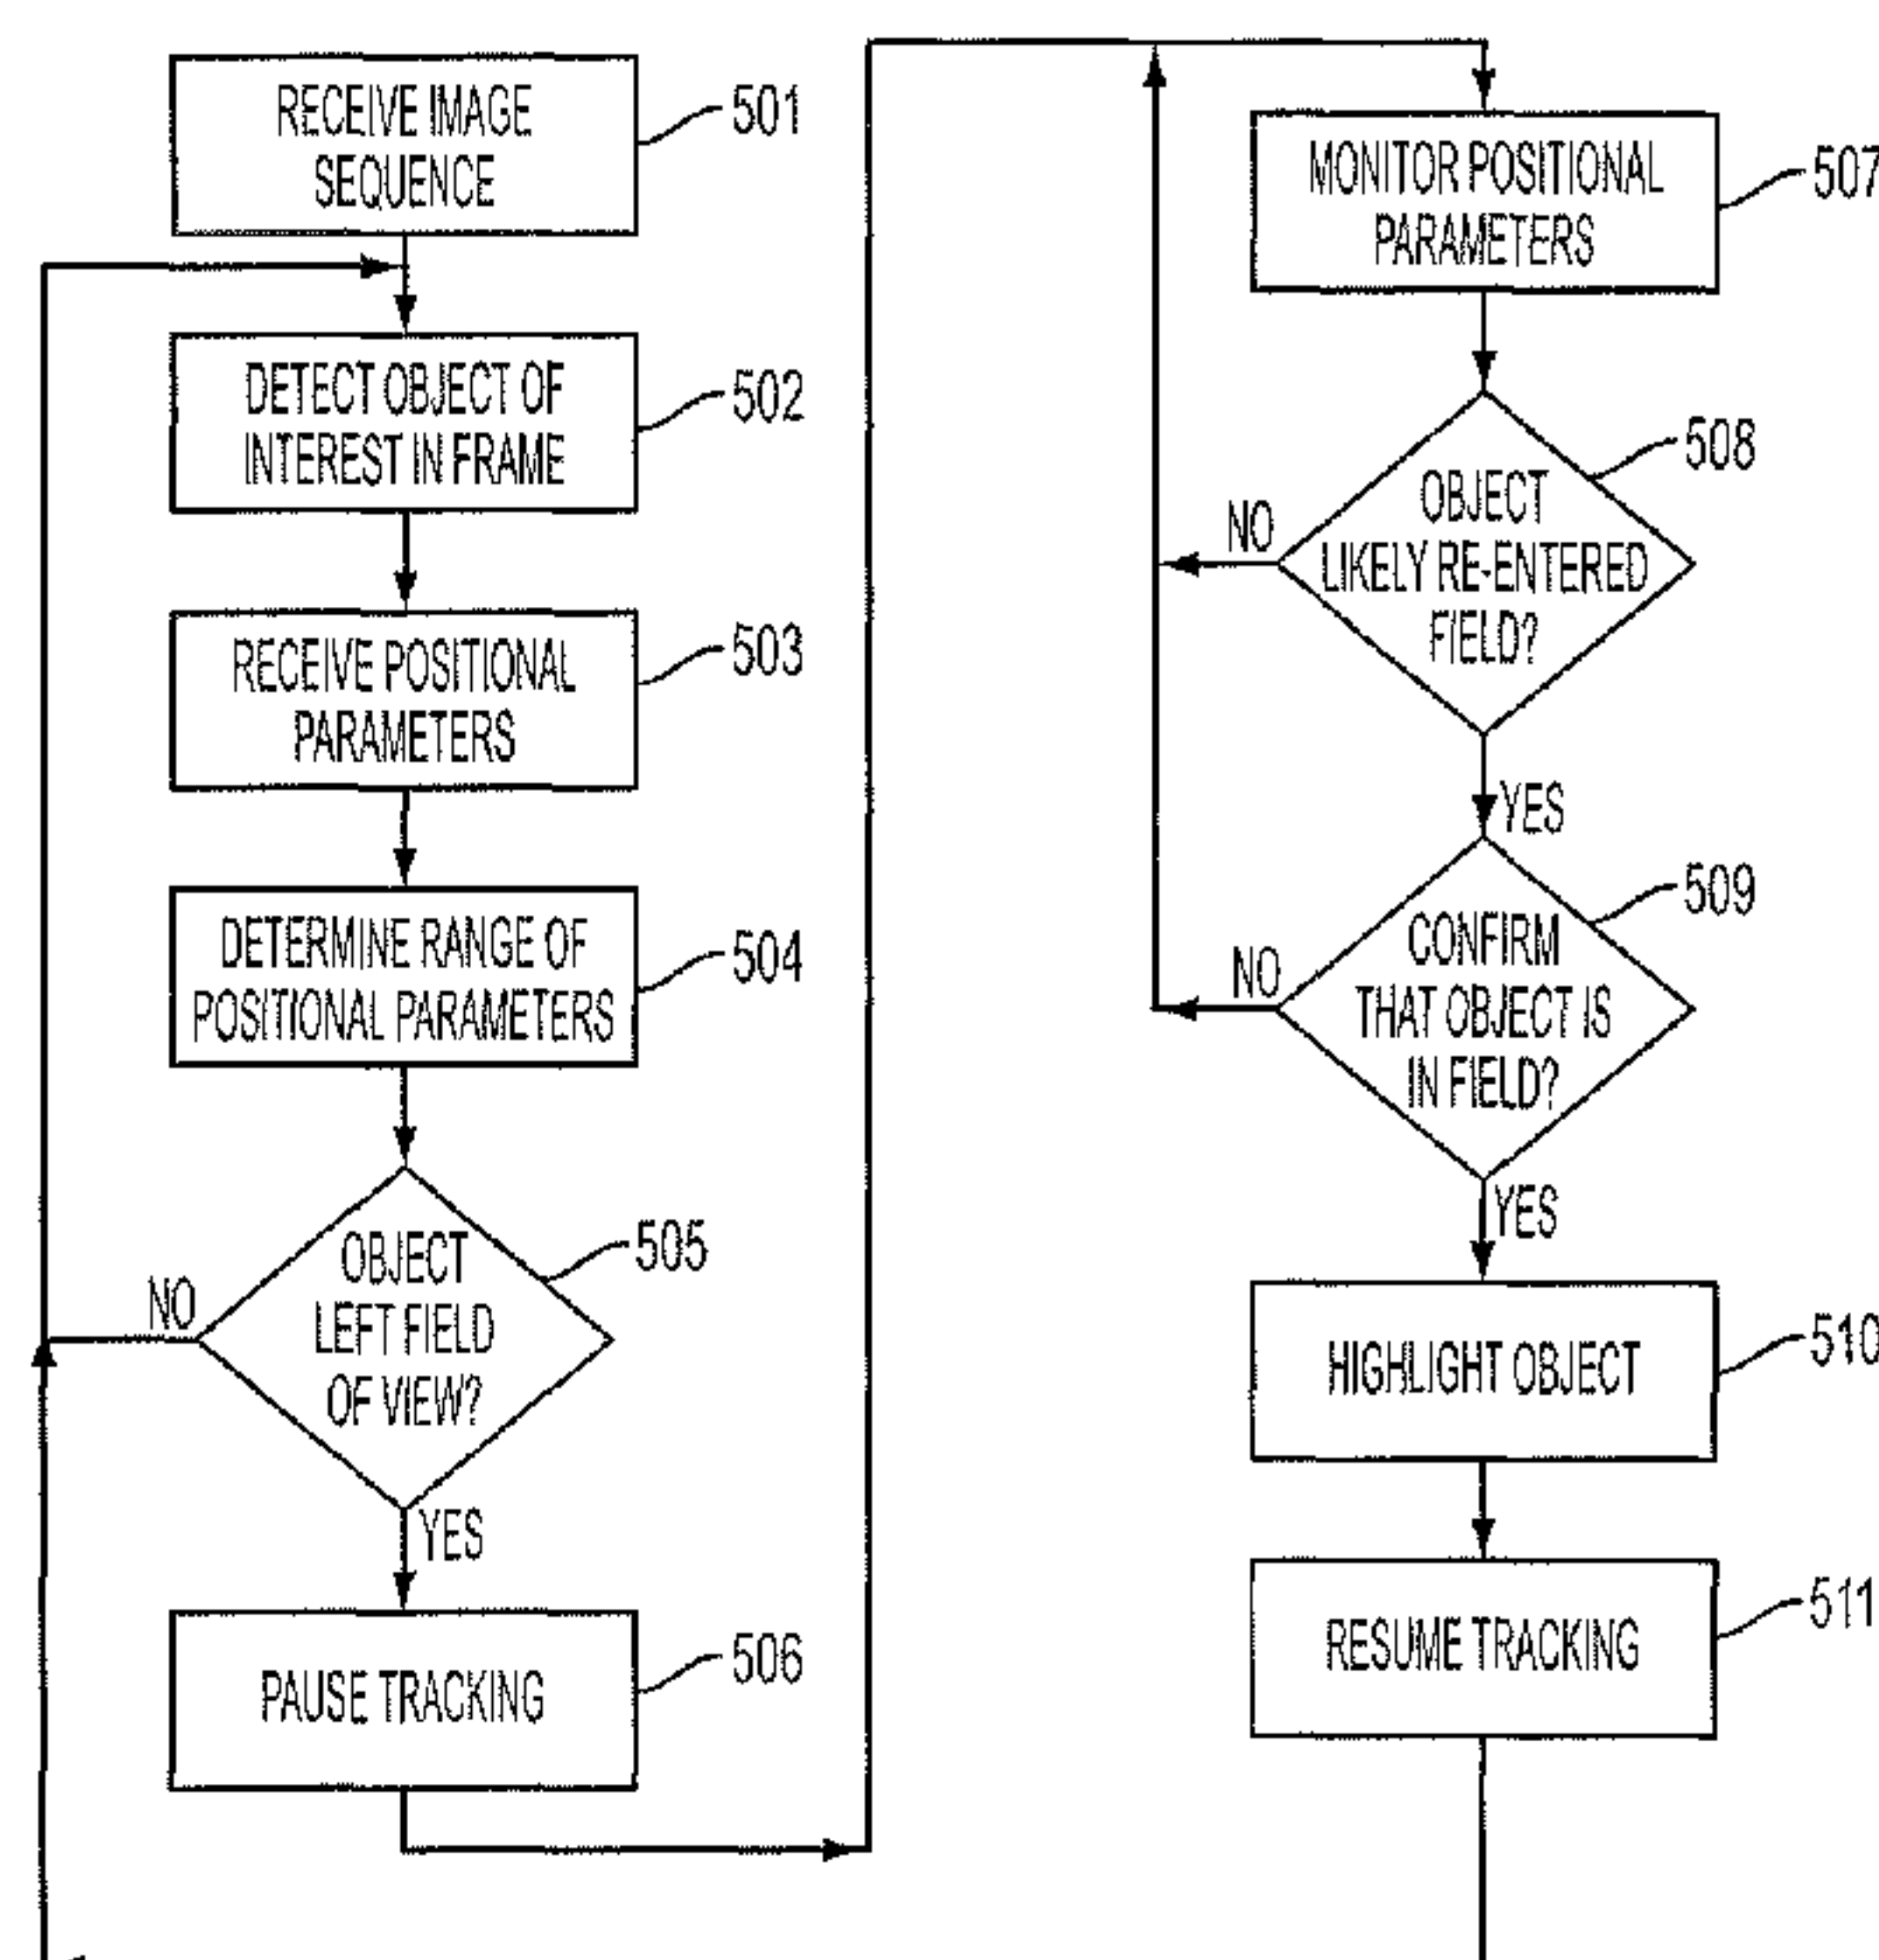 RECEIVE IMAGE
SEQUENCE
501
DETECT OBJECT OF
INTEREST IN FRAME
502
RECEIVE POSITIONAL
PARAMETERS
503
DETERMINE RANGE OF
POSITIONAL PARAMETERS
504
OBJECT
LEFT FIELD
OF VIEW?
505
NO
YES
PAUSE TRACKING
506
MONITOR POSITIONAL
PARAMETERS
507
OBJECT
LIKELY RE-ENTERED
FIELD?
508
NO
YES
CONFIRM
THAT OBJECT IS
IN FIELD?
509
NO
YES
HIGHLIGHT OBJECT
510
RESUME TRACKING
511